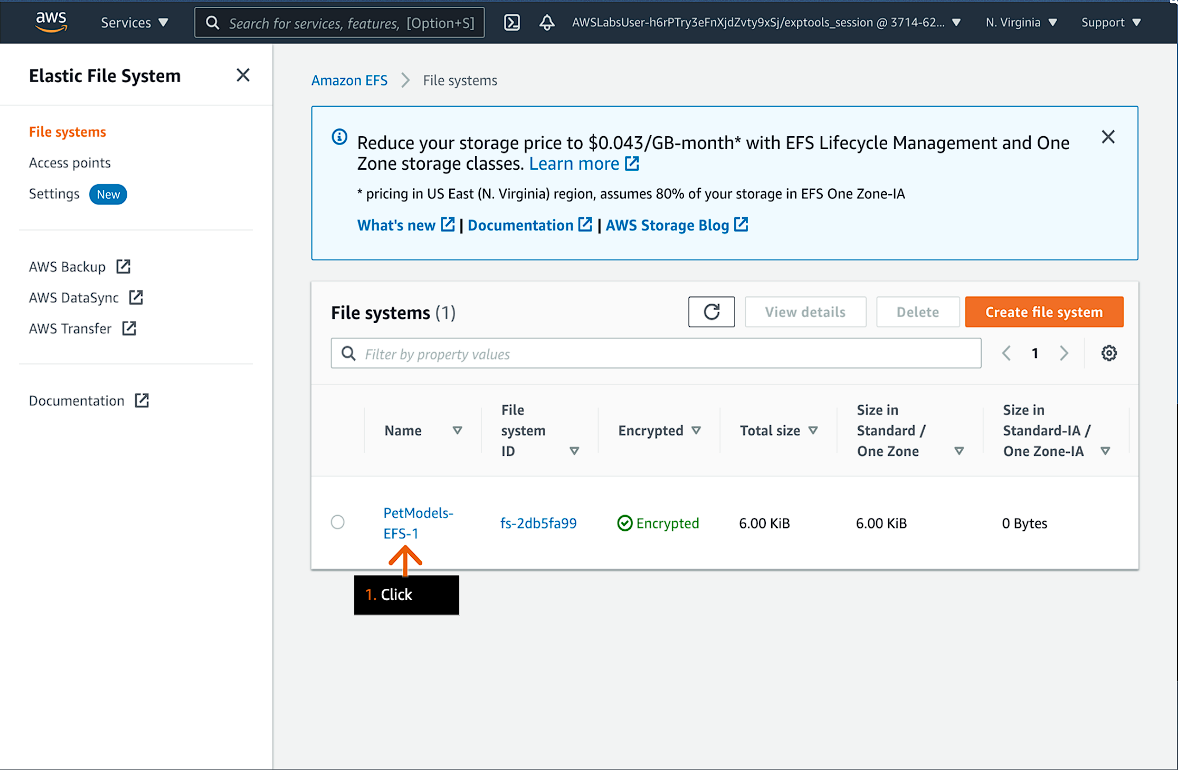 aws
Services
Search for services, features, [Option+S]
AWSLabsUser-h6rPTry3eFnXjdZvty9xSj/exptools_session @ 3714-62...
N. Virginia
Support
Elastic File System
File systems
Access points
Settings New
AWS Backup
AWS DataSync
AWS Transfer
Documentation
Amazon EFS File systems
Reduce your storage price to $0.043/GB-month* with EFS Lifecycle Management and One
Zone storage classes. Learn more
* pricing in US East (N. Virginia) region, assumes 80% of your storage in EFS One Zone-IA
What's new | Documentation | AWS Storage Blog
File systems (1)
View details
Delete
Create file system
Filter by property values
1
Name
File
system
ID
Encrypted
Total size
Size in
Standard /
One Zone
Size in
Standard-IA /
One Zone-IA
PetModels-
EFS-1
fs-2db5fa99
Encrypted
6.00 KiB
6.00 KiB
0 Bytes
1. Click